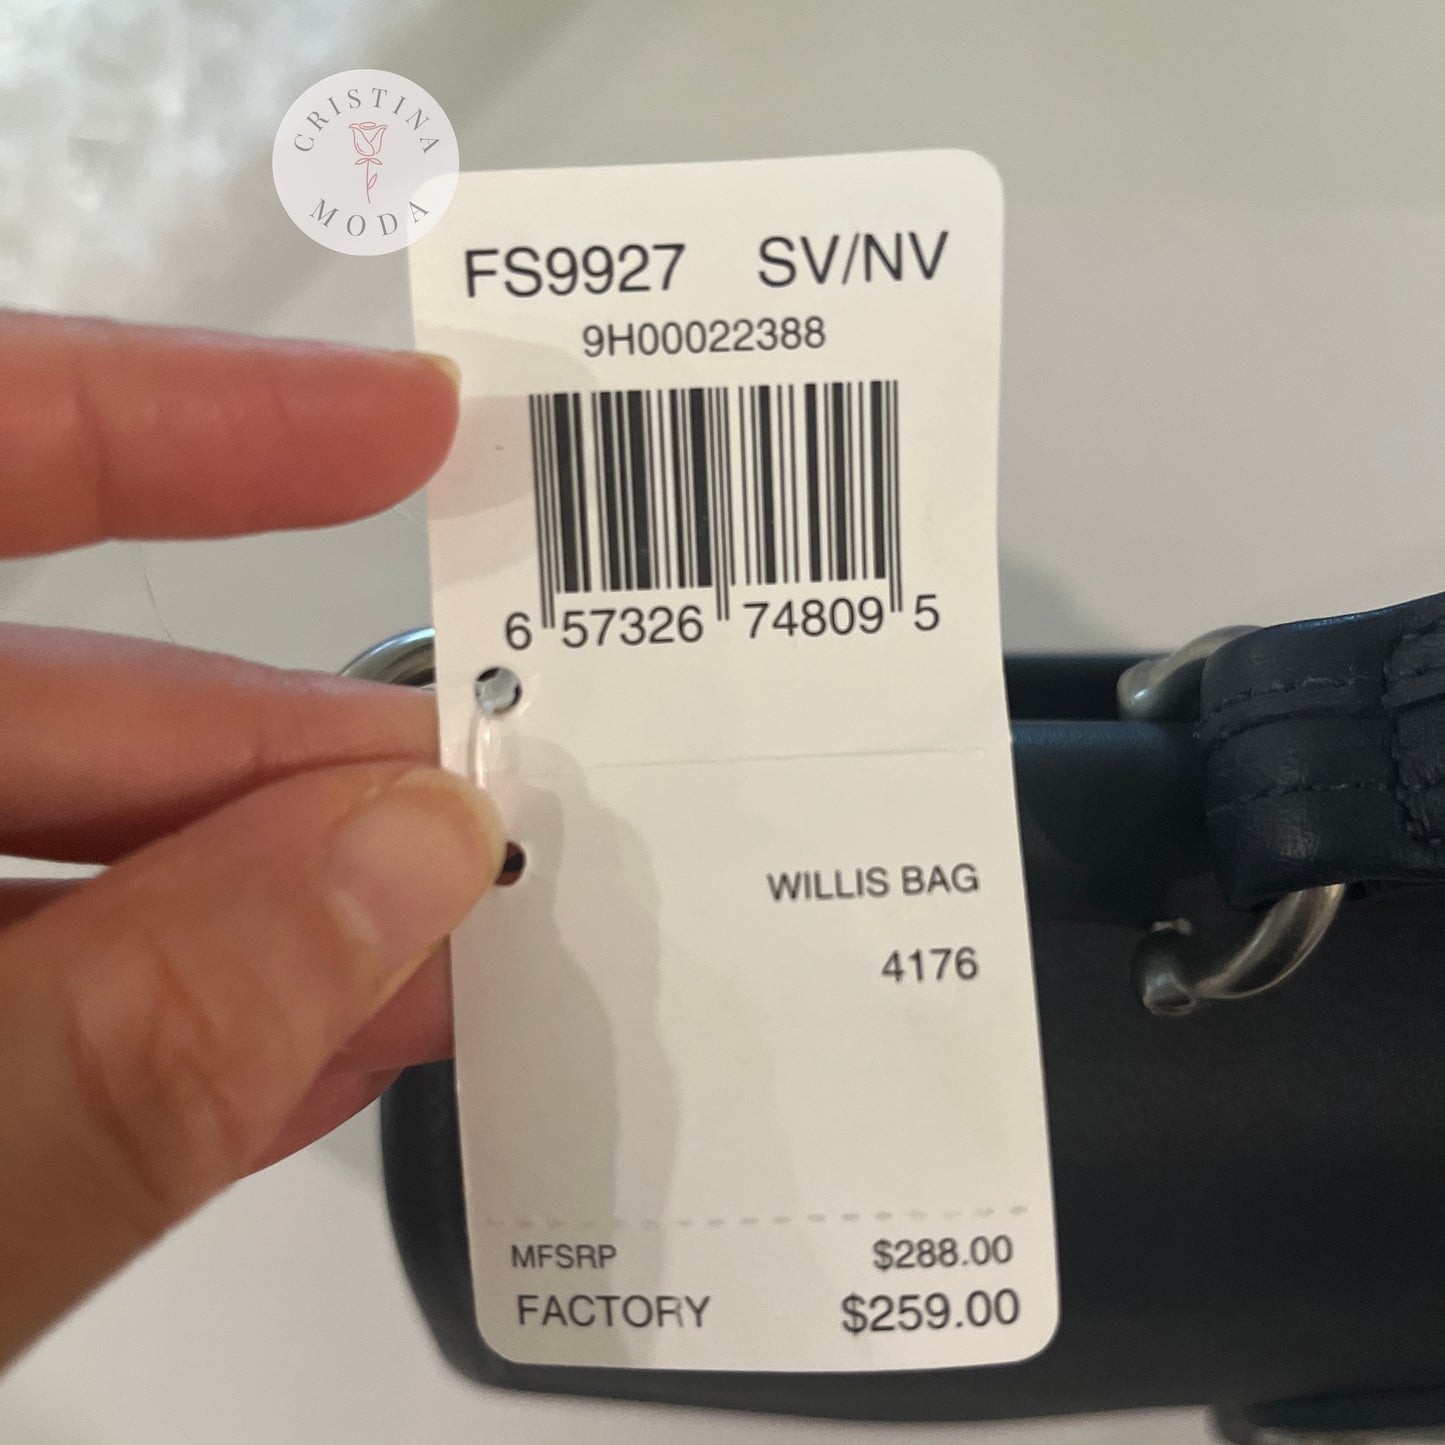 CRISTINA
MODA
FS9927 SV/NV
9H00022388
6 57326 74809 5
WILLIS BAG
4176
MFSRP $288.00
FACTORY $259.00